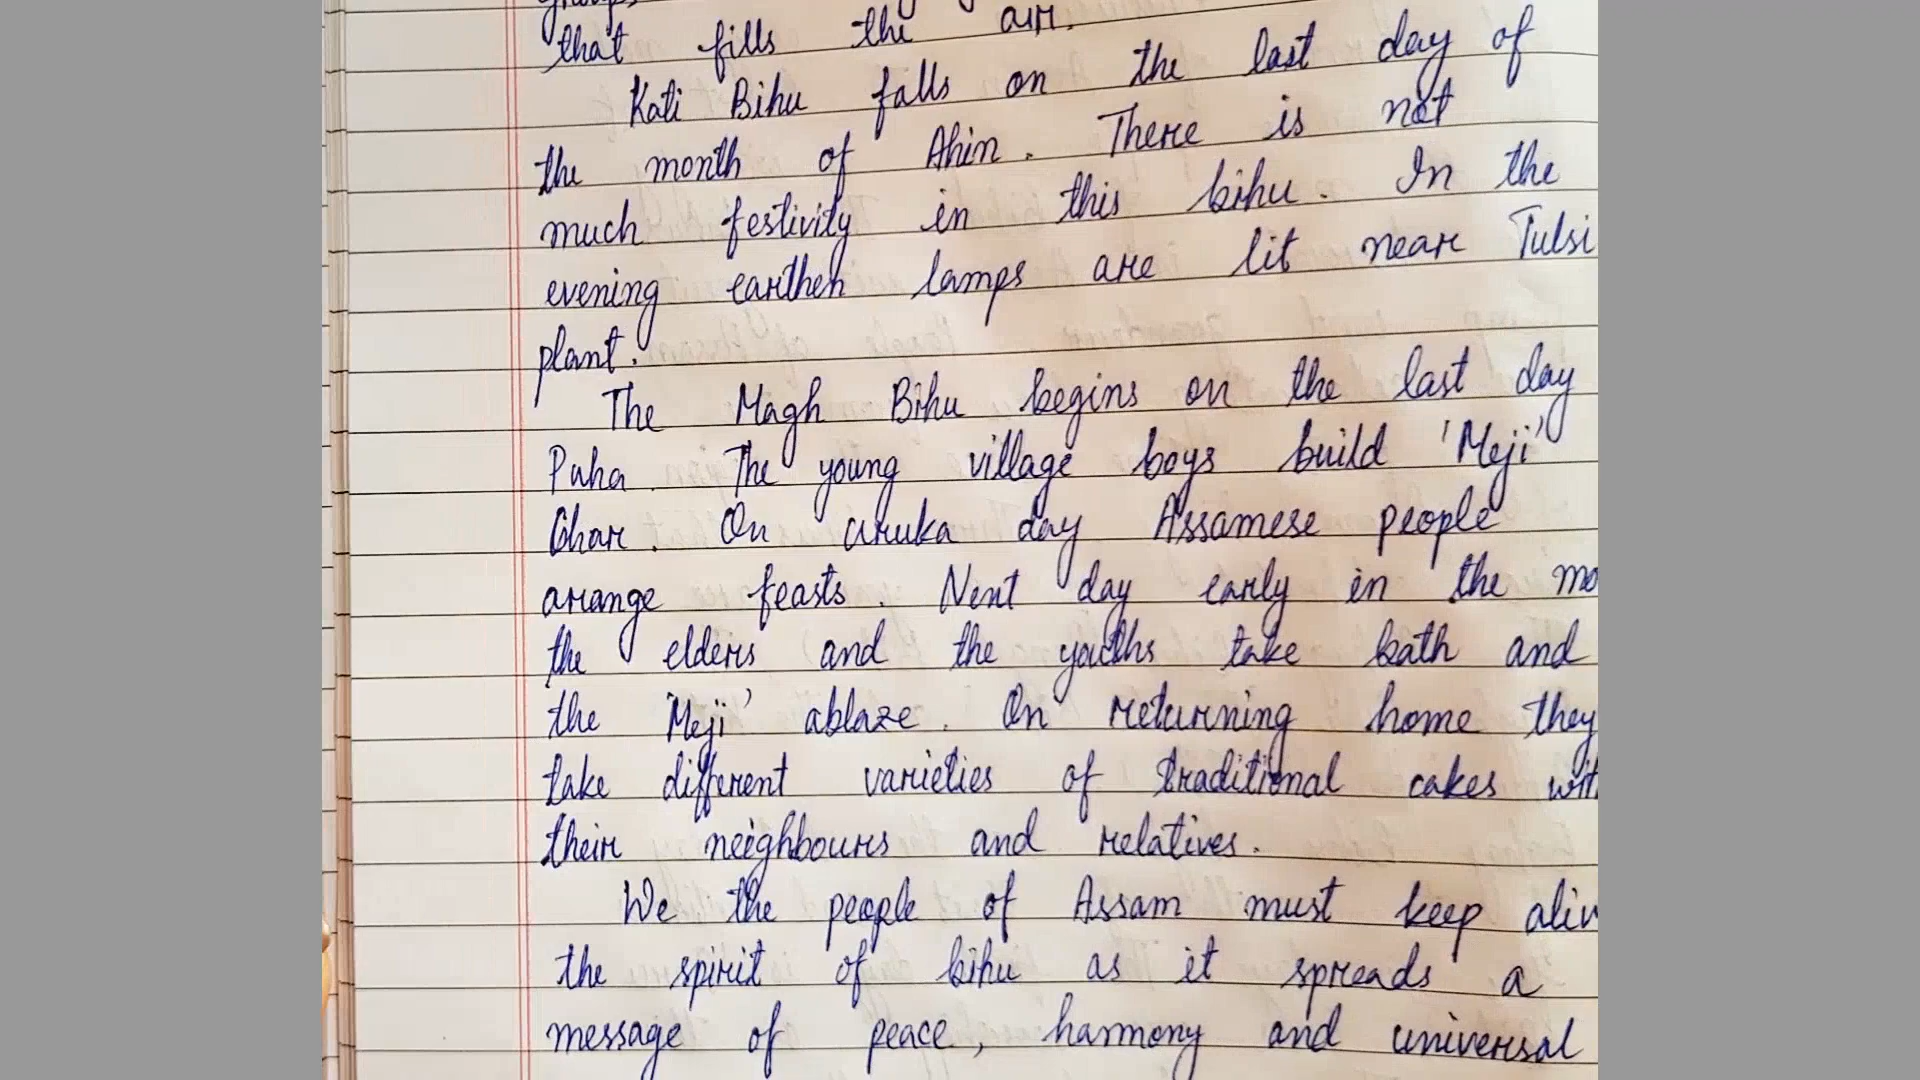 that fills the air.
Kati Bihu falls on the last day of
the month of Ahin. There is not
much festivity in this bihu. In the
evening earthen lamps are lit near Tulsi
plant.
The Magh Bihu begins on the last day
Puha. The young village boys build 'Meji'
Ghar. On uruka day Assamese people
arange feasts. Next day early in the mo
the elders and the youths take bath and
the 'Meji' ablaze. On returning home they
take different varieties of traditional cakes with
their neighbours and relatives.
We the people of Assam must keep aliv
the spirit of bihu as it spreads a
message of peace, harmony and universal